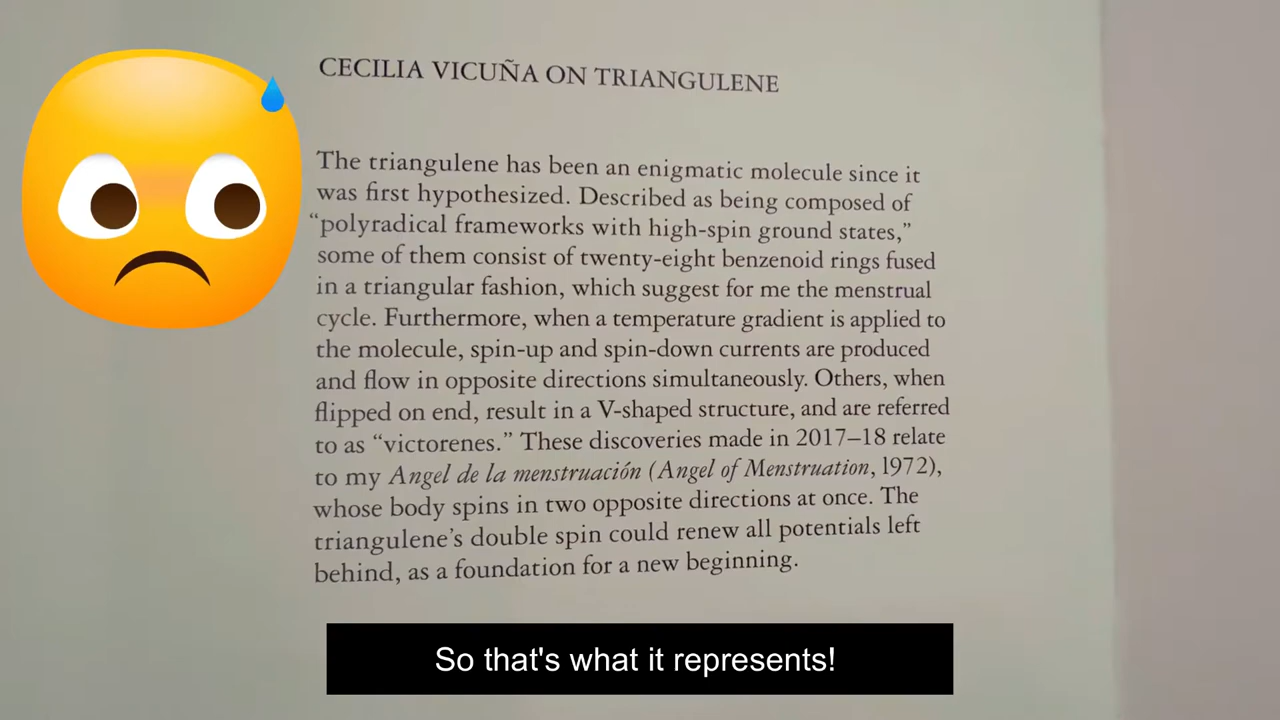 CECILIA VICUÑA ON TRIANGULENE
The triangulene has been an enigmatic molecule since it
was first hypothesized. Described as being composed of
“polyradical frameworks with high-spin ground states,”
some of them consist of twenty-eight benzenoid rings fused
in a triangular fashion, which suggest for me the menstrual
cycle. Furthermore, when a temperature gradient is applied to
the molecule, spin-up and spin-down currents are produced
and flow in opposite directions simultaneously. Others, when
flipped on end, result in a V-shaped structure, and are referred
to as “victorenes.” These discoveries made in 2017–18 relate
to my Angel de la menstruación (Angel of Menstruation, 1972),
whose body spins in two opposite directions at once. The
triangulene’s double spin could renew all potentials left
behind, as a foundation for a new beginning.
So that's what it represents!